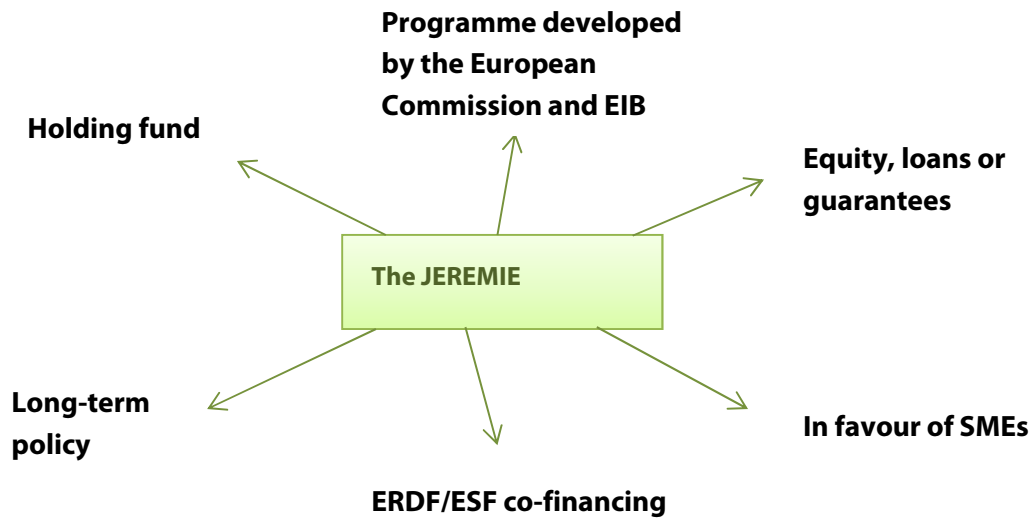 Programme developed
by the European
Commission and EIB
Holding fund
Equity, loans or
guarantees
The JEREMIE
Long-term
policy
In favour of SMEs
ERDF/ESF co-financing